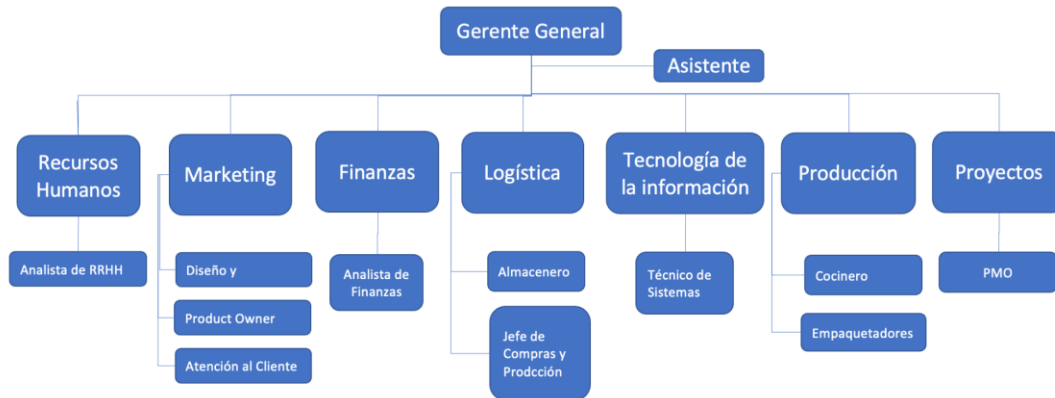 Gerente General
Asistente
Recursos
Humanos
Marketing
Finanzas
Logística
Tecnología de
la información
Producción
Proyectos
Analista de RRHH
Diseño y
Product Owner
Atención al Cliente
Analista de
Finanzas
Almacenero
Jefe de
Compras y
Prodcción
Técnico de
Sistemas
Cocinero
Empaquetadores
PMO